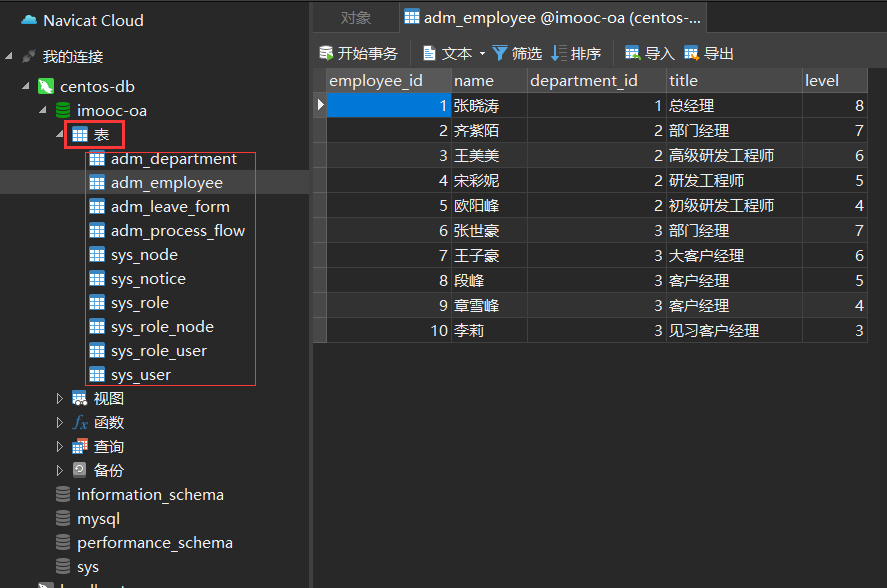 Navicat Cloud
我的连接
centos-db
imooc-oa
表
adm_department
adm_employee
adm_leave_form
adm_process_flow
sys_node
sys_notice
sys_role
sys_role_node
sys_role_user
sys_user
视图
函数
查询
备份
information_schema
mysql
performance_schema
sys
对象 adm_employee @imooc-oa (centos-...
开始事务 文本 筛选 排序 导入 导出
employee_id name department_id title level
1 张晓涛 1 总经理 8
2 齐紫陌 2 部门经理 7
3 王美美 2 高级研发工程师 6
4 宋彩妮 2 研发工程师 5
5 欧阳峰 2 初级研发工程师 4
6 张世豪 3 部门经理 7
7 王子豪 3 大客户经理 6
8 段峰 3 客户经理 5
9 章雪峰 3 客户经理 4
10 李莉 3 见习客户经理 3